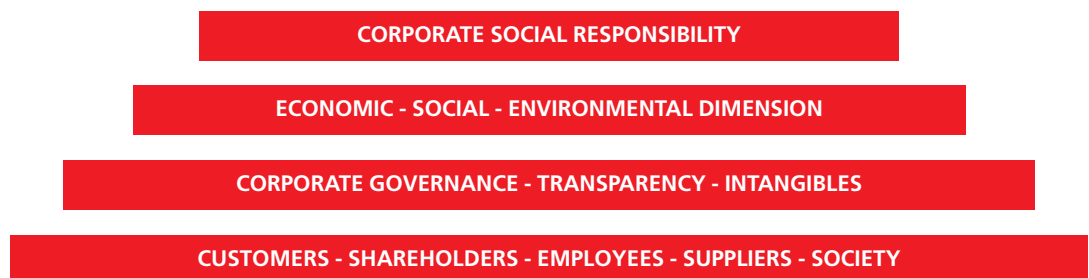 CORPORATE SOCIAL RESPONSIBILITY
ECONOMIC - SOCIAL - ENVIRONMENTAL DIMENSION
CORPORATE GOVERNANCE - TRANSPARENCY - INTANGIBLES
CUSTOMERS - SHAREHOLDERS - EMPLOYEES - SUPPLIERS - SOCIETY